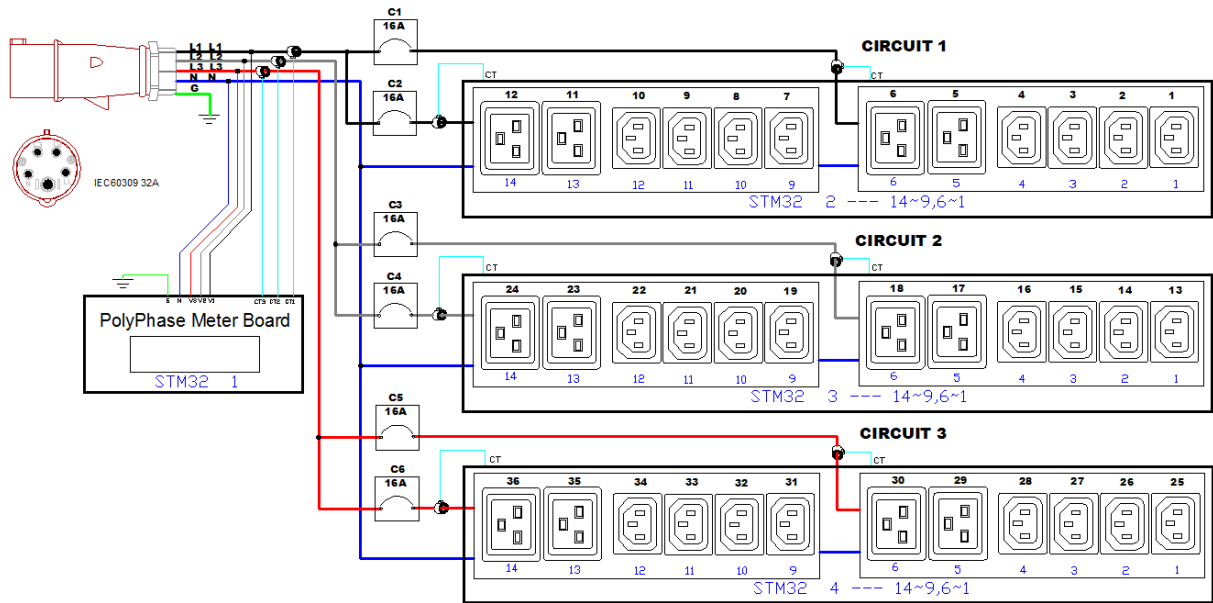 C1
16A
CIRCUIT 1
L1 L1
L2 L2
L3 L3
N N
G
CT
CT
C2
16A
12 11 10 9 8 7
6 5 4 3 2 1
14 13 12 11 10 9
6 5 4 3 2 1
STM32 2 --- 14~9,6~1
IEC60309 32A
C3
16A
CIRCUIT 2
CT
CT
C4
16A
24 23 22 21 20 19
18 17 16 15 14 13
14 13 12 11 10 9
6 5 4 3 2 1
STM32 3 --- 14~9,6~1
G N V3 V2 V1 CT3 CT2 CT1
PolyPhase Meter Board
STM32 1
C5
16A
CIRCUIT 3
CT
CT
C6
16A
36 35 34 33 32 31
30 29 28 27 26 25
14 13 12 11 10 9
6 5 4 3 2 1
STM32 4 --- 14~9,6~1